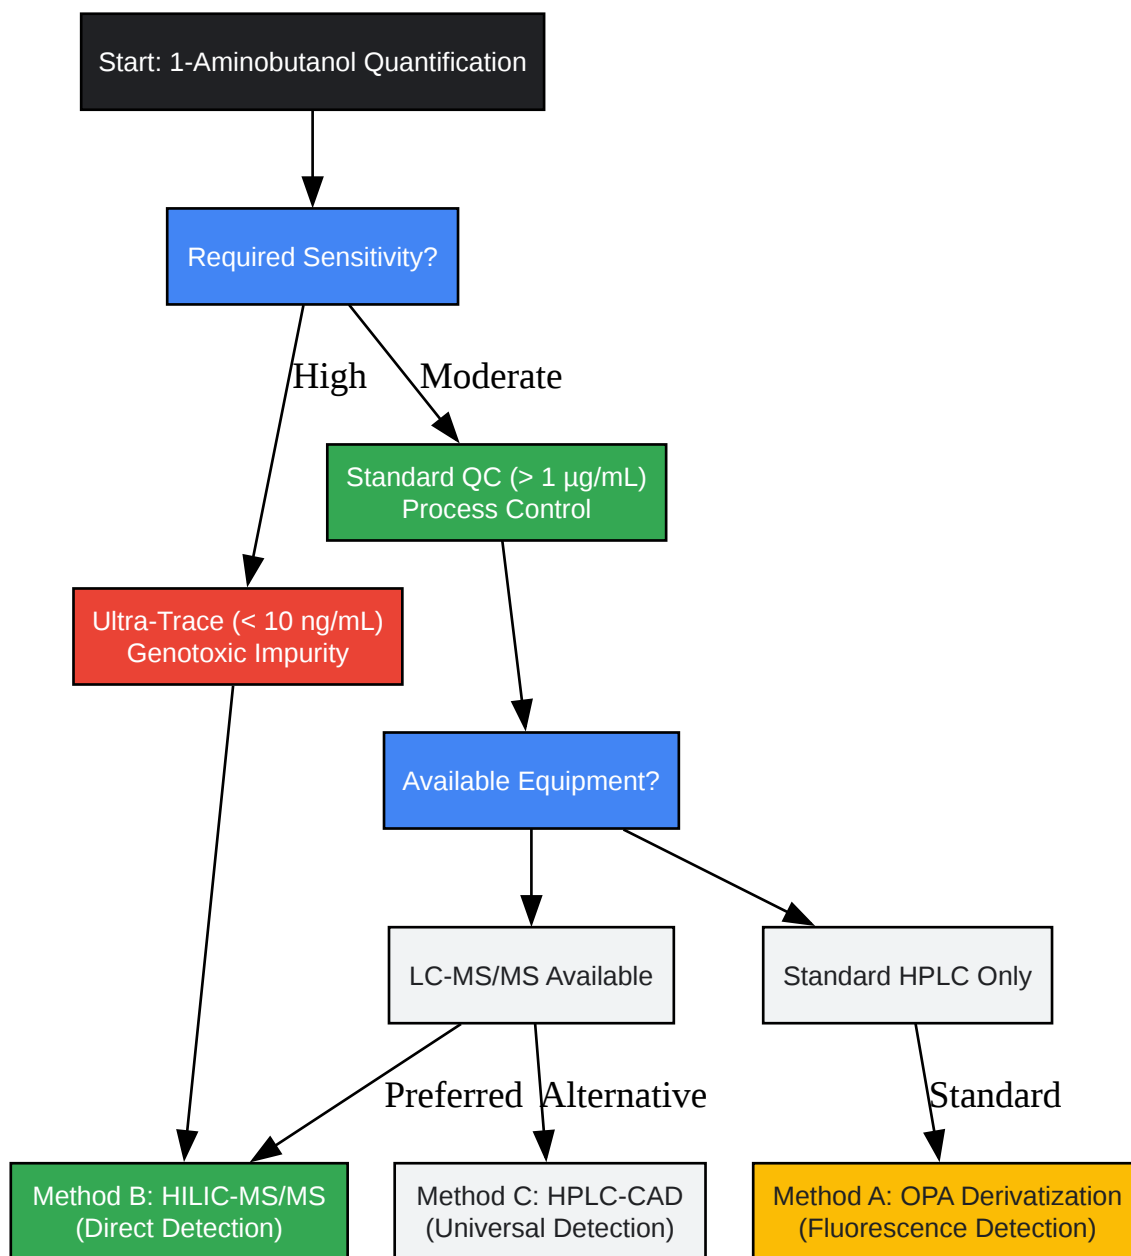 Start: 1-Aminobutanol Quantification
Required Sensitivity?
High
Moderate
Standard QC (> 1 µg/mL)
Process Control
Ultra-Trace (< 10 ng/mL)
Genotoxic Impurity
Available Equipment?
LC-MS/MS Available
Standard HPLC Only
Preferred
Alternative
Standard
Method B: HILIC-MS/MS
(Direct Detection)
Method C: HPLC-CAD
(Universal Detection)
Method A: OPA Derivatization
(Fluorescence Detection)